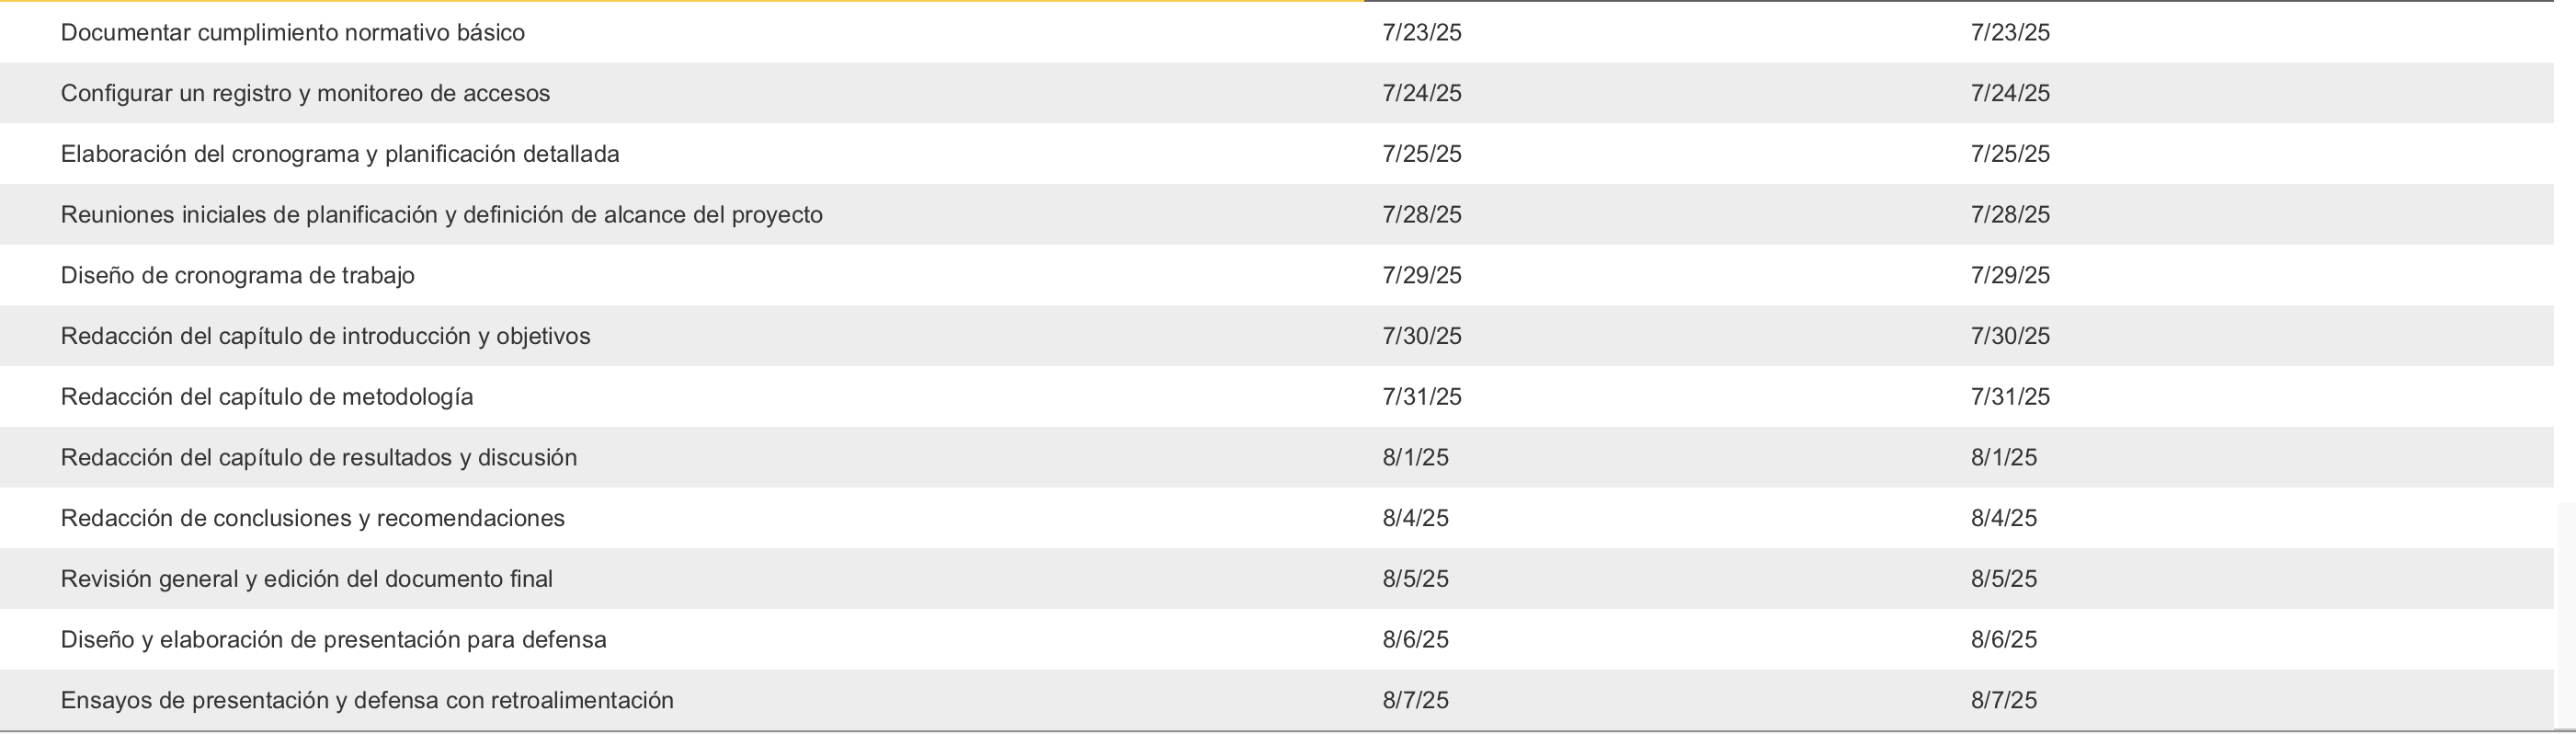 Documentar cumplimiento normativo básico 7/23/25 7/23/25
Configurar un registro y monitoreo de accesos 7/24/25 7/24/25
Elaboración del cronograma y planificación detallada 7/25/25 7/25/25
Reuniones iniciales de planificación y definición de alcance del proyecto 7/28/25 7/28/25
Diseño de cronograma de trabajo 7/29/25 7/29/25
Redacción del capítulo de introducción y objetivos 7/30/25 7/30/25
Redacción del capítulo de metodología 7/31/25 7/31/25
Redacción del capítulo de resultados y discusión 8/1/25 8/1/25
Redacción de conclusiones y recomendaciones 8/4/25 8/4/25
Revisión general y edición del documento final 8/5/25 8/5/25
Diseño y elaboración de presentación para defensa 8/6/25 8/6/25
Ensayos de presentación y defensa con retroalimentación 8/7/25 8/7/25